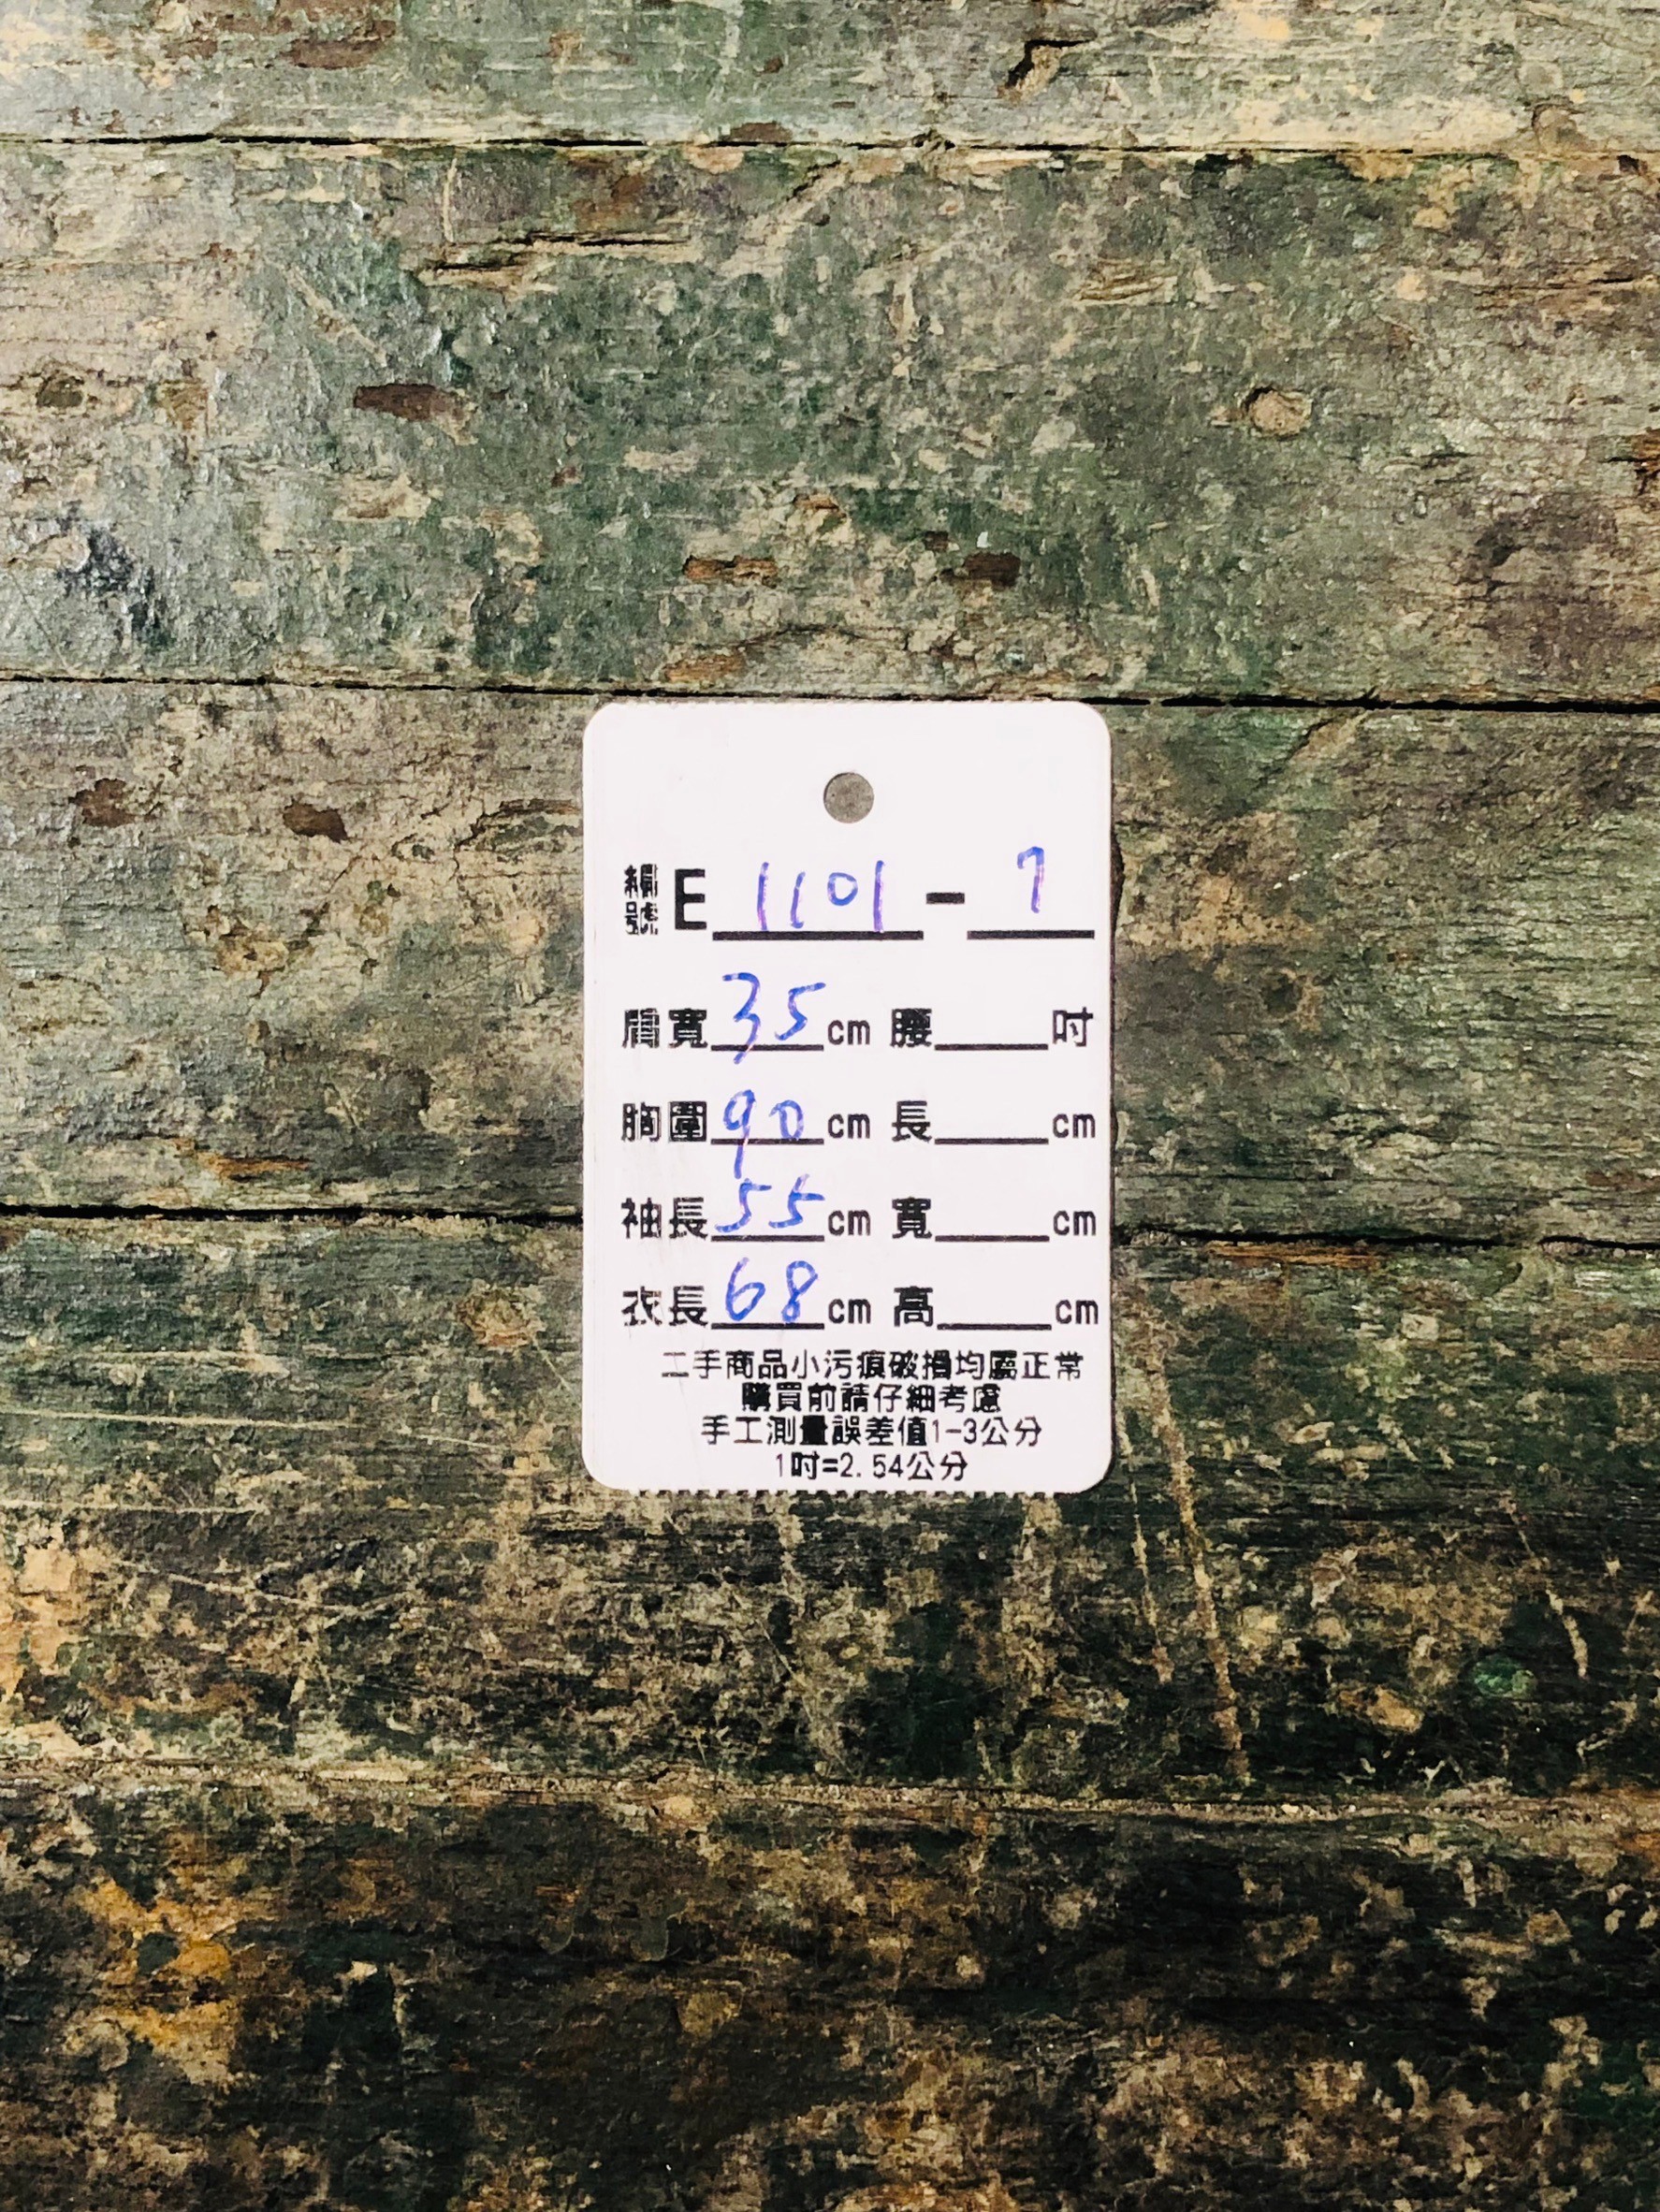 編號 E 1101 - 7
肩寬 35 cm 腰 吋
胸圍 90 cm 長 cm
袖長 55 cm 寬 cm
衣長 68 cm 高 cm
二手商品小污痕破損均屬正常
購買前請仔細考慮
手工測量誤差值1-3公分
1吋=2.54公分